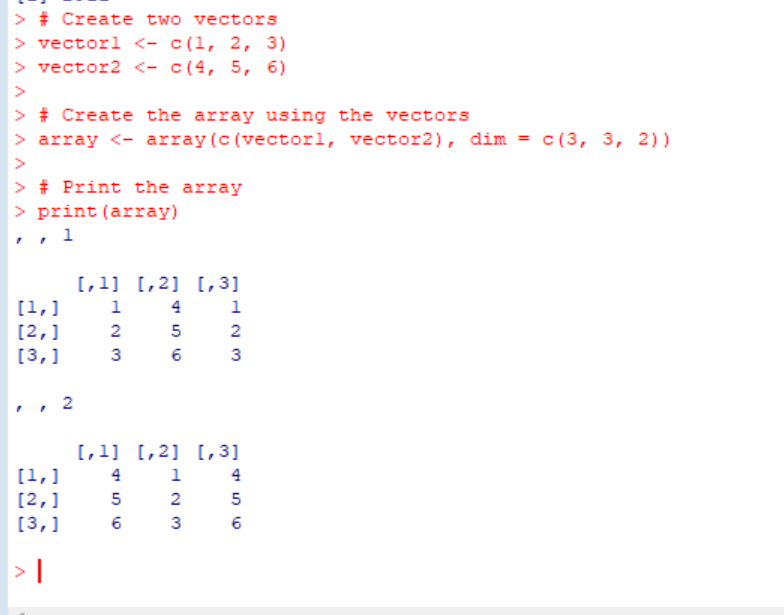 > # Create two vectors
> vector1 <- c(1, 2, 3)
> vector2 <- c(4, 5, 6)
>
> # Create the array using the vectors
> array <- array(c(vector1, vector2), dim = c(3, 3, 2))
>
> # Print the array
> print(array)
, , 1
     [,1] [,2] [,3]
[1,]    1    4    1
[2,]    2    5    2
[3,]    3    6    3
, , 2
     [,1] [,2] [,3]
[1,]    4    1    4
[2,]    5    2    5
[3,]    6    3    6
>